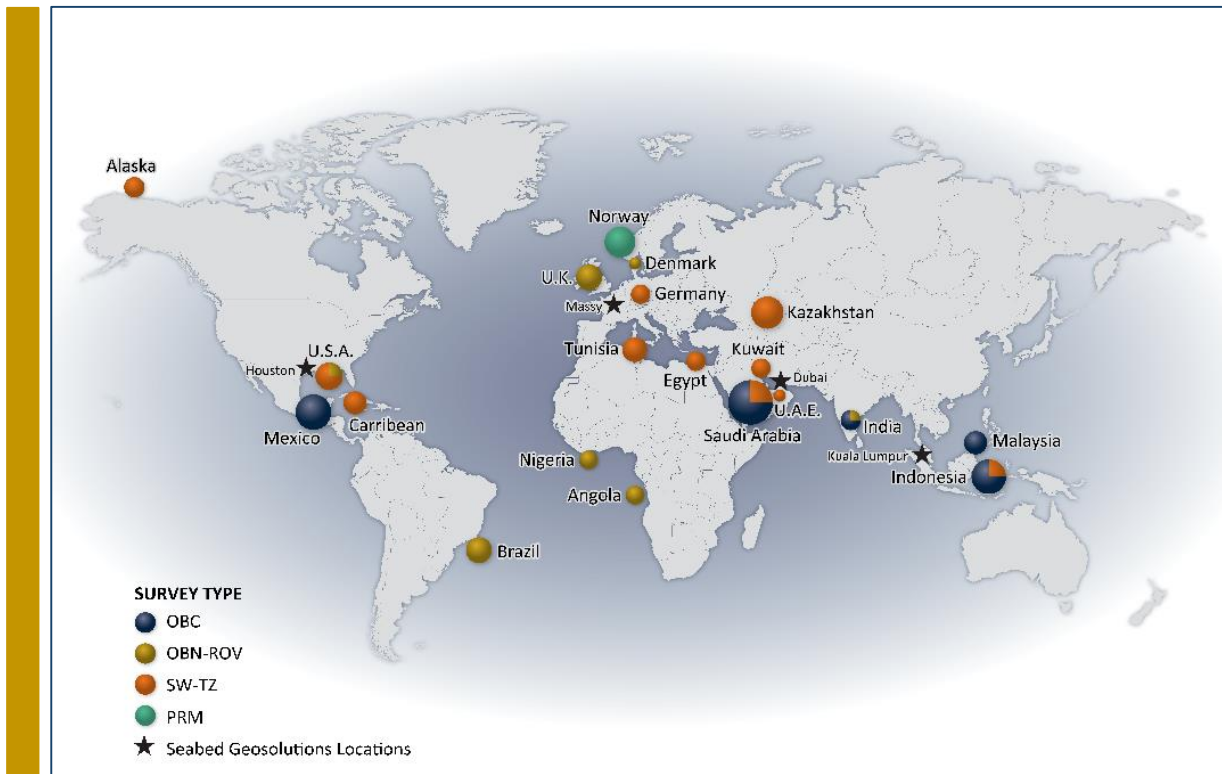 Alaska
Norway
Denmark
U.K.
Germany
Massy
Kazakhstan
Tunisia
Kuwait
U.S.A.
Houston
Egypt
Dubai
U.A.E.
Carribean
Mexico
Saudi Arabia
India
Malaysia
Kuala Lumpur
Nigeria
Indonesia
Angola
Brazil
SURVEY TYPE
OBC
OBN-ROV
SW-TZ
PRM
Seabed Geosolutions Locations